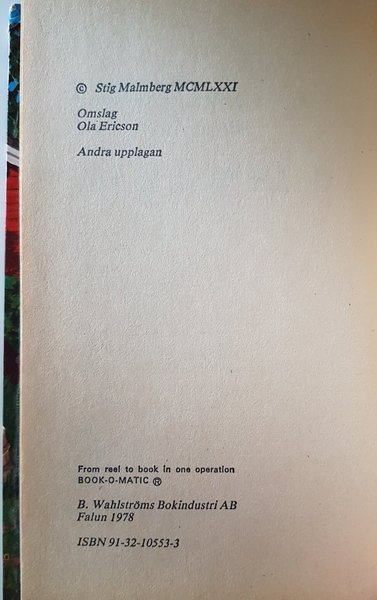 © Stig Malmberg MCMLXXI
Omslag
Ola Ericson
Andra upplagan
From reel to book in one operation
BOOK-O-MATIC ®
B. Wahlströms Bokindustri AB
Falun 1978
ISBN 91-32-10553-3